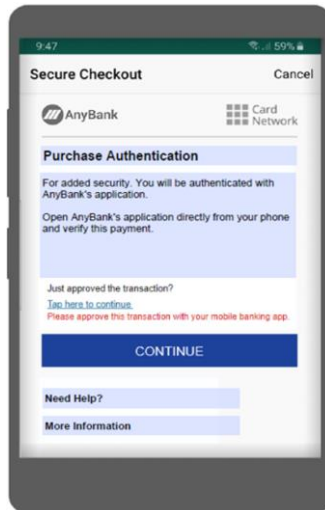 9:47
59%
Secure Checkout
Cancel
AnyBank
Card
Network
Purchase Authentication
For added security. You will be authenticated with
AnyBank's application.
Open AnyBank's application directly from your phone
and verify this payment.
Just approved the transaction?
Tap here to continue.
Please approve this transaction with your mobile banking app.
CONTINUE
Need Help?
More Information